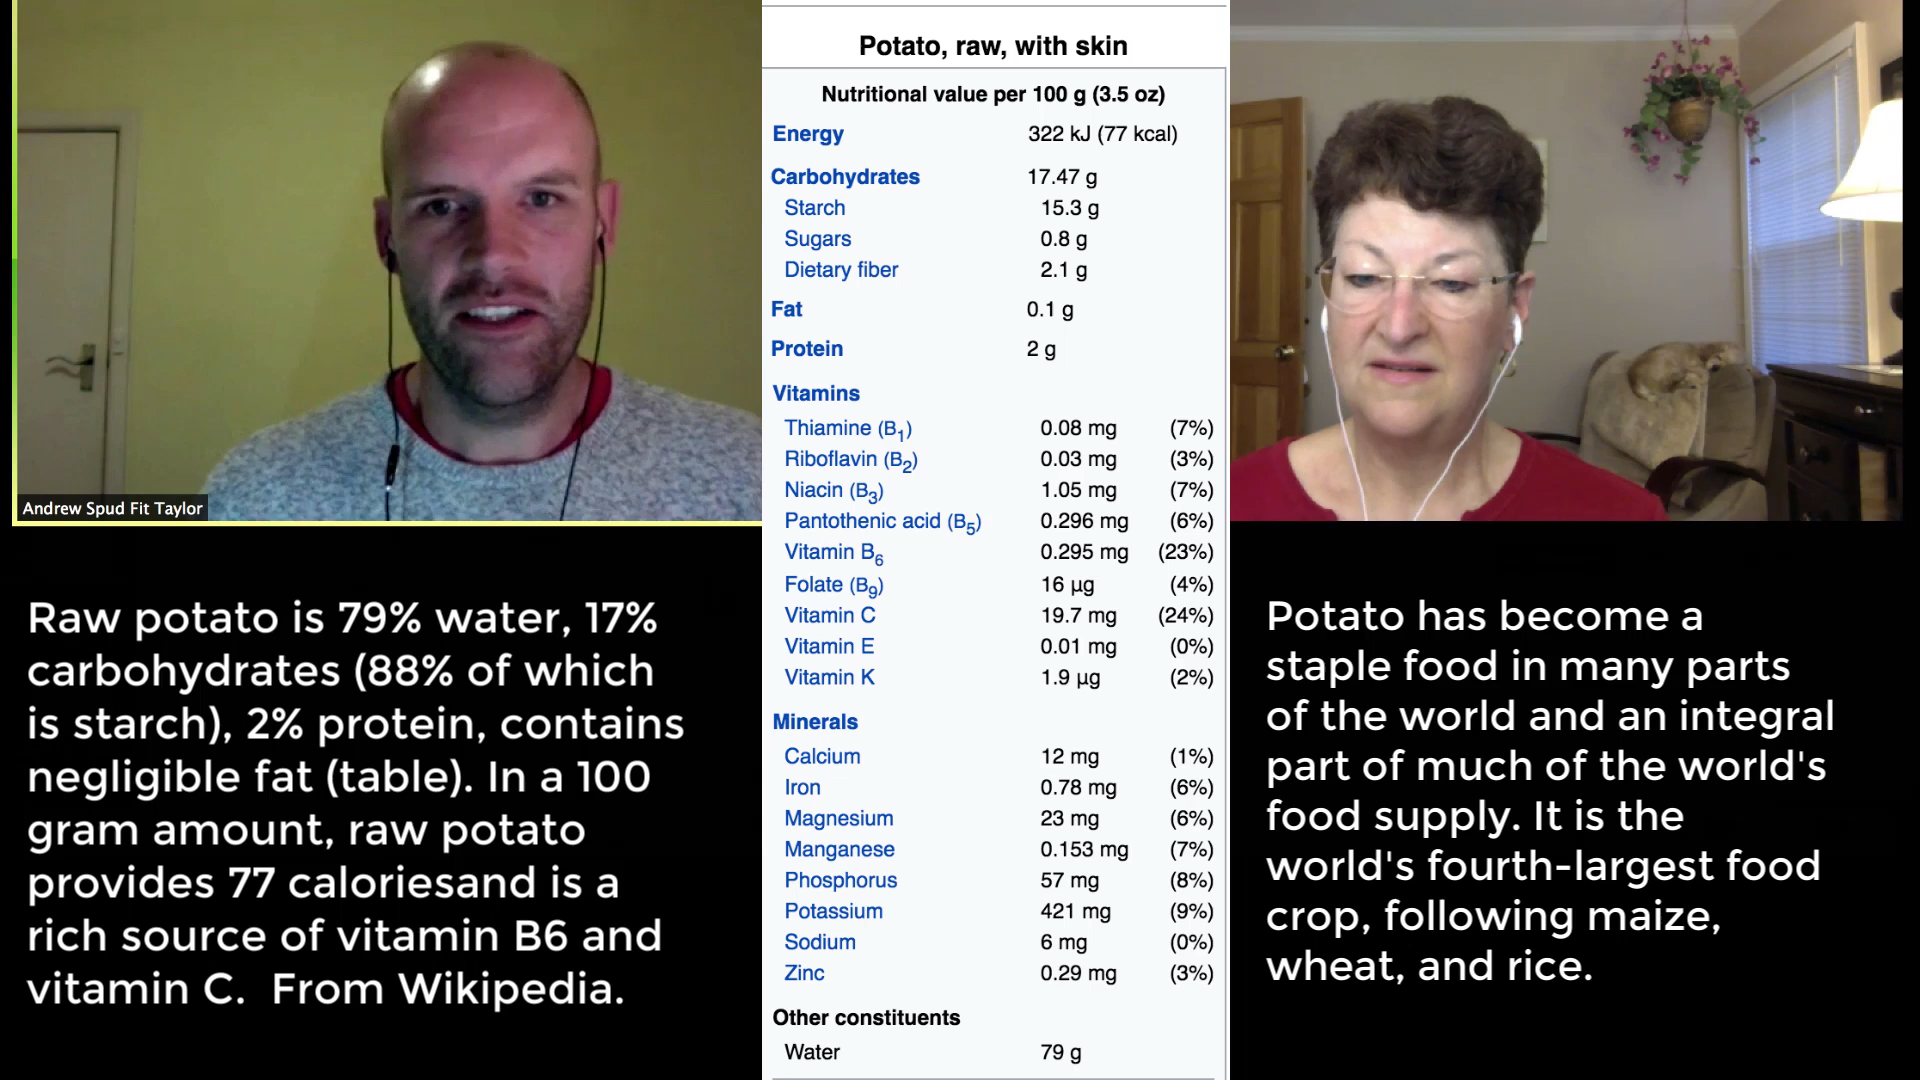 Andrew Spud Fit Taylor
Raw potato is 79% water, 17%
carbohydrates (88% of which
is starch), 2% protein, contains
negligible fat (table). In a 100
gram amount, raw potato
provides 77 caloriesand is a
rich source of vitamin B6 and
vitamin C.  From Wikipedia.
Potato, raw, with skin
Nutritional value per 100 g (3.5 oz)
Energy 322 kJ (77 kcal)
Carbohydrates 17.47 g
Starch 15.3 g
Sugars 0.8 g
Dietary fiber 2.1 g
Fat 0.1 g
Protein 2 g
Vitamins
Thiamine (B1) 0.08 mg (7%)
Riboflavin (B2) 0.03 mg (3%)
Niacin (B3) 1.05 mg (7%)
Pantothenic acid (B5) 0.296 mg (6%)
Vitamin B6 0.295 mg (23%)
Folate (B9) 16 μg (4%)
Vitamin C 19.7 mg (24%)
Vitamin E 0.01 mg (0%)
Vitamin K 1.9 μg (2%)
Minerals
Calcium 12 mg (1%)
Iron 0.78 mg (6%)
Magnesium 23 mg (6%)
Manganese 0.153 mg (7%)
Phosphorus 57 mg (8%)
Potassium 421 mg (9%)
Sodium 6 mg (0%)
Zinc 0.29 mg (3%)
Other constituents
Water 79 g
Potato has become a
staple food in many parts
of the world and an integral
part of much of the world's
food supply. It is the
world's fourth-largest food
crop, following maize,
wheat, and rice.